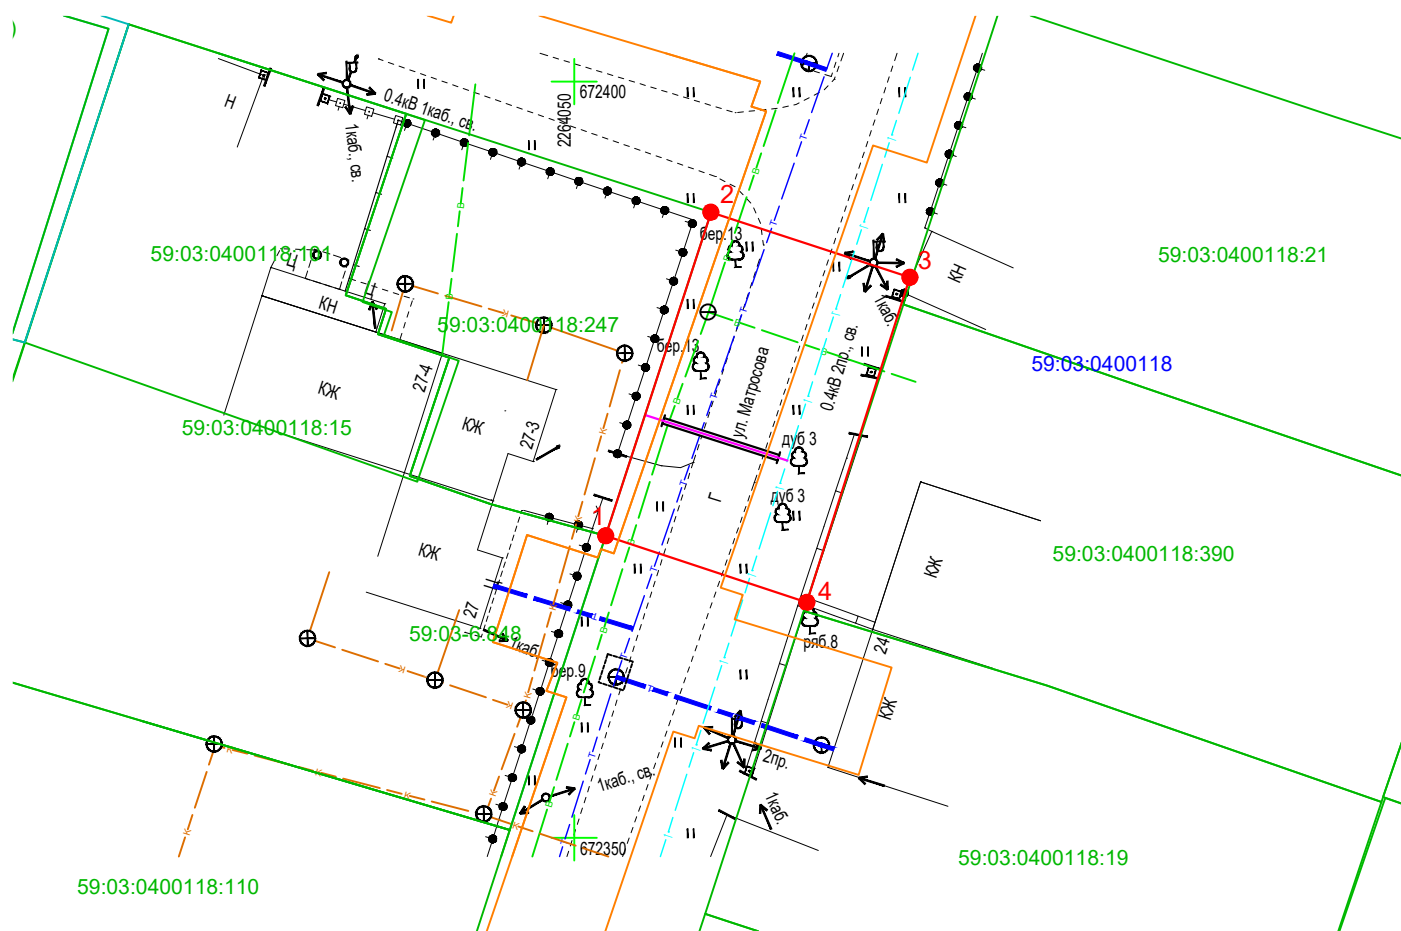 672400
2264050
0.4кВ 1каб., св.
Н
1каб., св.
2
бер.13
59:03:0400118:101
Ц
3
КН
59:03:0400118:21
КН
1каб.
59:03:0400118:247
бер.13
ул. Матросова
0.4кВ 2пр., св.
59:03:0400118
КЖ
27-4
59:03:0400118:15
КЖ
27-3
дуб 3
дуб 3
Г
1
КЖ
59:03:0400118:390
КЖ
4
27
59:03-6.848
1каб.
ряб.8
24
бер.9
КЖ
2пр.
1каб., св.
1каб.
672350
59:03:0400118:19
59:03:0400118:110